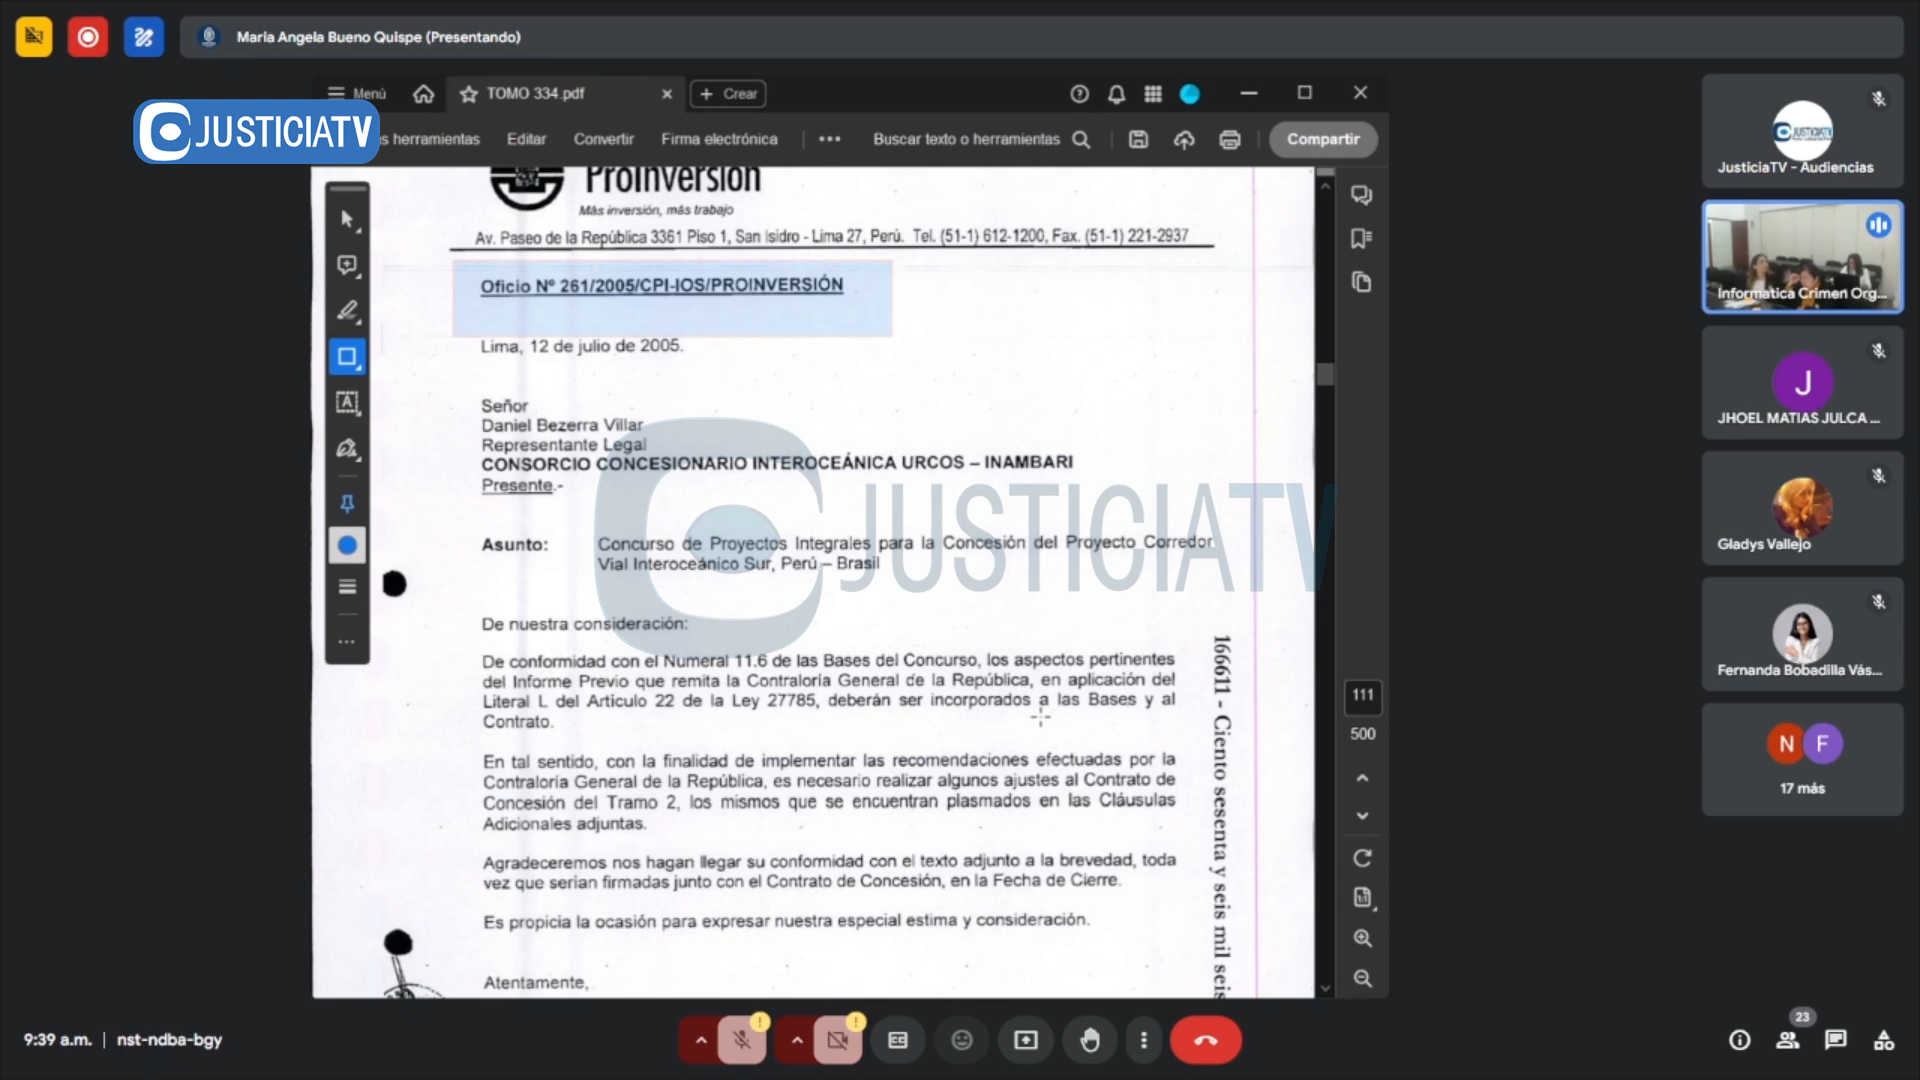 Maria Angela Bueno Quispe (Presentando)
Menú
TOMO 334.pdf
Crear
JUSTICIATV
s herramientas
Editar
Convertir
Firma electrónica
Buscar texto o herramientas
Compartir
ProInversión
Más inversión, más trabajo
Av. Paseo de la República 3361 Piso 1, San Isidro - Lima 27, Perú. Tel. (51-1) 612-1200, Fax. (51-1) 221-2937
Oficio Nº 261/2005/CPI-IOS/PROINVERSIÓN
Lima, 12 de julio de 2005.
Señor
Daniel Bezerra Villar
Representante Legal
CONSORCIO CONCESIONARIO INTEROCEÁNICA URCOS – INAMBARI
Presente.-
Asunto: Concurso de Proyectos Integrales para la Concesión del Proyecto Corredor
Vial Interoceánico Sur, Perú – Brasil
JUSTICIATV
De nuestra consideración:
De conformidad con el Numeral 11.6 de las Bases del Concurso, los aspectos pertinentes
del Informe Previo que remita la Contraloría General de la República, en aplicación del
Literal L del Artículo 22 de la Ley 27785, deberán ser incorporados a las Bases y al
Contrato.
En tal sentido, con la finalidad de implementar las recomendaciones efectuadas por la
Contraloría General de la República, es necesario realizar algunos ajustes al Contrato de
Concesión del Tramo 2, los mismos que se encuentran plasmados en las Cláusulas
Adicionales adjuntas.
Agradeceremos nos hagan llegar su conformidad con el texto adjunto a la brevedad, toda
vez que serían firmadas junto con el Contrato de Concesión, en la Fecha de Cierre.
Es propicia la ocasión para expresar nuestra especial estima y consideración.
Atentamente,
166611 - Ciento sesenta y seis mil seis
111
500
JUSTICIATV
JusticiaTV - Audiencias
Informatica Crimen Org...
J
JHOEL MATIAS JULCA ...
Gladys Vallejo
Fernanda Bobadilla Vás...
N F
17 más
9:39 a.m. | nst-ndba-bgy
23